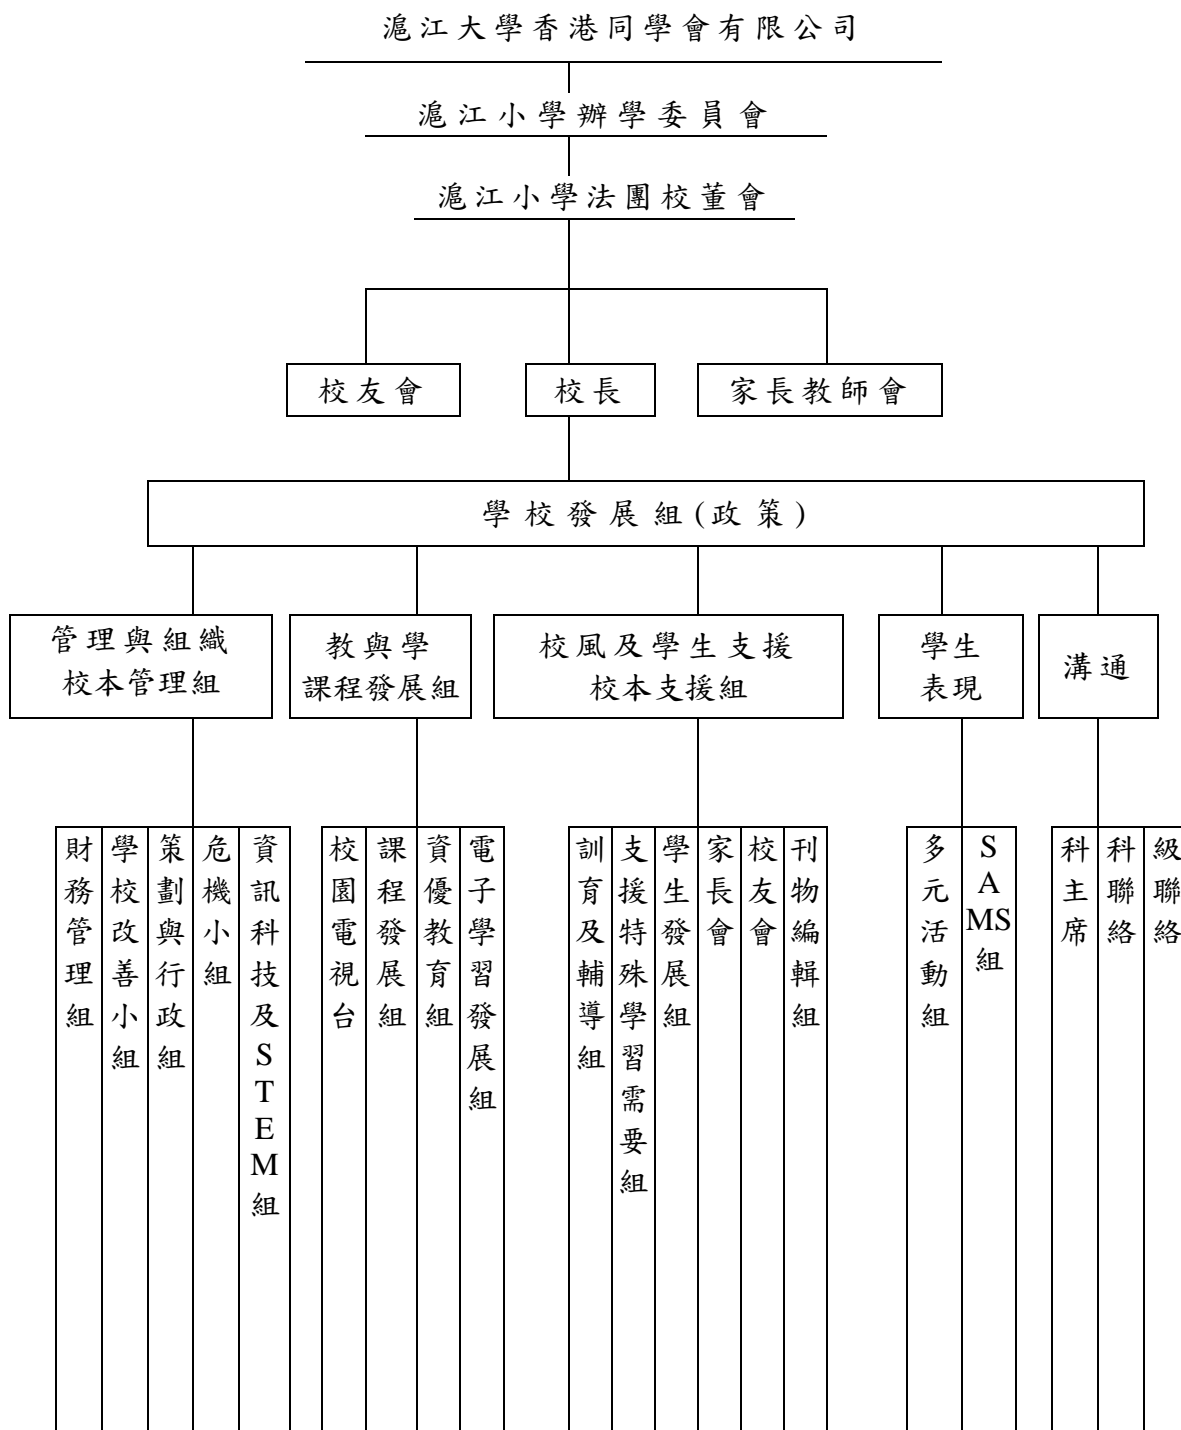 滬江大學香港同學會有限公司
滬江小學辦學委員會
滬江小學法團校董會
校友會
校長
家長教師會
學校發展組(政策)
管理與組織
校本管理組
教與學
課程發展組
校風及學生支援
校本支援組
學生
表現
溝通
財務管理組
學校改善小組
策劃與行政組
危機小組
資訊科技及STEM組
校園電視台
課程發展組
資優教育組
電子學習發展組
訓育及輔導組
支援特殊學習需要組
學生發展組
家長會
校友會
刊物編輯組
多元活動組
SAMS組
科主席
科聯絡
級聯絡